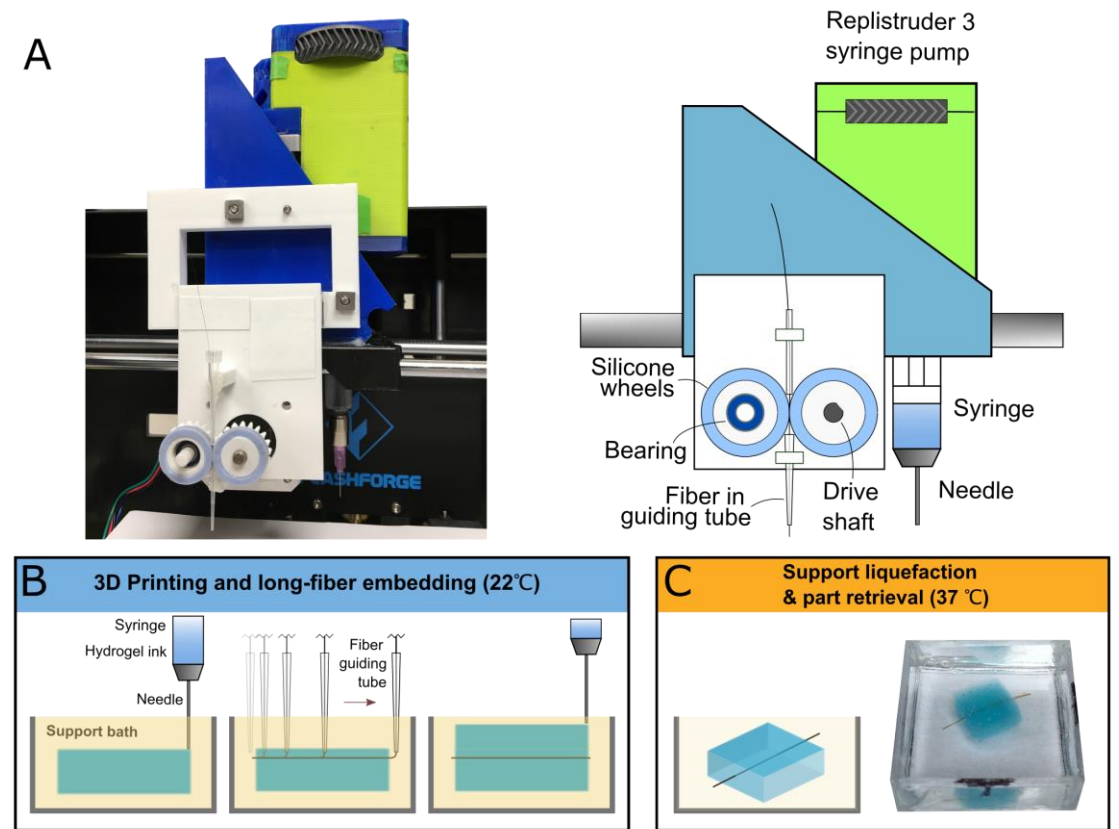 A
Replistruder 3
syringe pump
Silicone
wheels
Bearing
Fiber in
guiding tube
Drive
shaft
Syringe
Needle
ASHFORGE
B
3D Printing and long-fiber embedding (22℃)
Syringe
Hydrogel ink
Needle
Fiber
guiding
tube
Support bath
C
Support liquefaction
& part retrieval (37 ℃)